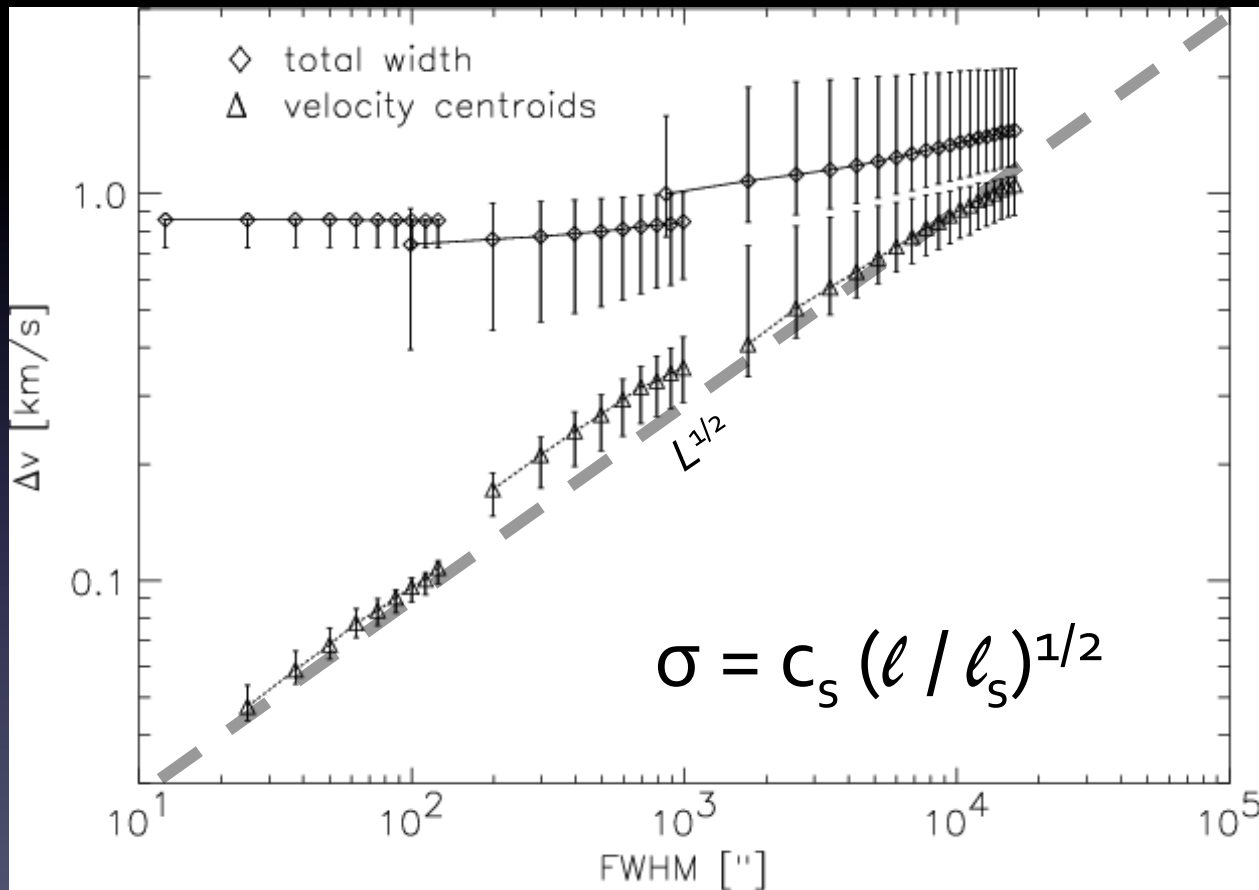 ◇ total width
△ velocity centroids
Δv [km/s]
1.0
0.1
L^{1/2}
σ = c_s (ℓ / ℓ_s)^{1/2}
10^1 10^2 10^3 10^4 10^5
FWHM ["]